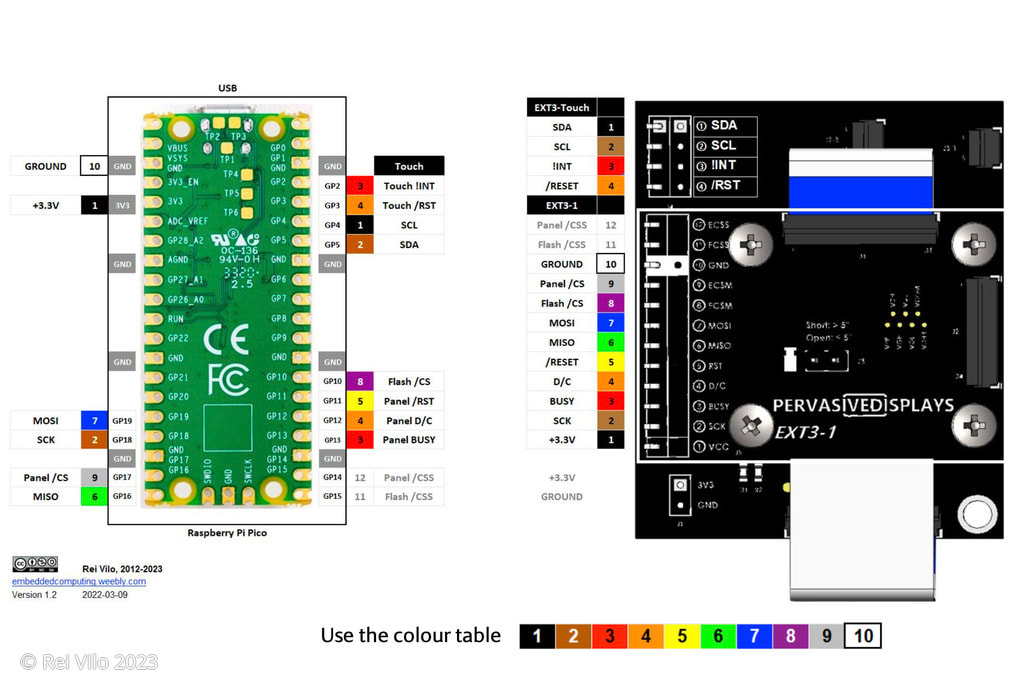 USB
GROUND 10 GND
+3.3V 1 3V3
GND
GND
MOSI 7 GP19
SCK 2 GP18
GND
Panel /CS 9 GP17
MISO 6 GP16
TP2 TP3
TP1
TP4
TP5
TP6
VBUS
VSYS
GND
3V3_EN
3V3
ADC_VREF
GP28_A2
AGND
GP27_A1
GP26_A0
RUN
GP22
GND
GP21
GP20
GP19
GP18
GND
GP17
GP16
OC-136
94V-0H
3320
2.5
CE
FC
SWDIO
GND
SWCLK
GP0
GP1
GND
GP2
GP3
GP4
GP5
GND
GP6
GP7
GP8
GP9
GND
GP10
GP11
GP12
GP13
GND
GP14
GP15
GND Touch
GP2 3 Touch !INT
GP3 4 Touch /RST
GP4 1 SCL
GP5 2 SDA
GND
GND
GP10 8 Flash /CS
GP11 5 Panel /RST
GP12 4 Panel D/C
GP13 3 Panel BUSY
GND
GP14 12 Panel /CSS
GP15 11 Flash /CSS
Raspberry Pi Pico
EXT3-Touch
SDA 1
SCL 2
!INT 3
/RESET 4
EXT3-1
Panel /CSS 12
Flash /CSS 11
GROUND 10
Panel /CS 9
Flash /CS 8
MOSI 7
MISO 6
/RESET 5
D/C 4
BUSY 3
SCK 2
+3.3V 1
+3.3V
GROUND
① SDA
② SCL
③ !INT
④ /RST
⑫ ECSS
⑪ FCSS
⑩ GND
⑨ ECSM
⑧ FCSM
⑦ MOSI
⑥ MISO
⑤ RST
④ D/C
③ BUSY
② SCK
① VCC
Short: > 5"
Open: < 5"
PERVASIVE DISPLAYS
EXT3-1
3V3
GND
Rei Vilo, 2012-2023
embeddedcomputing.weebly.com
Version 1.2 2022-03-09
Use the colour table 1 2 3 4 5 6 7 8 9 10
© Rei Vilo 2023